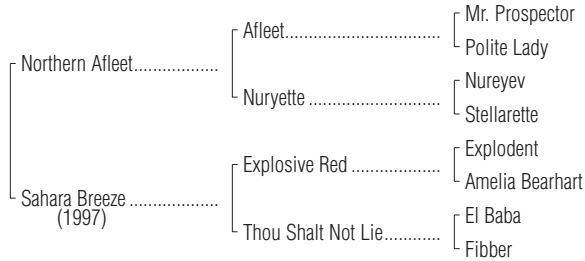 Mr. Prospector
Afleet
Polite Lady
Northern Afleet
Nureyev
Nuryette
Stellarette
Explodent
Explosive Red
Amelia Bearhart
Sahara Breeze
(1997)
El Baba
Thou Shalt Not Lie
Fibber